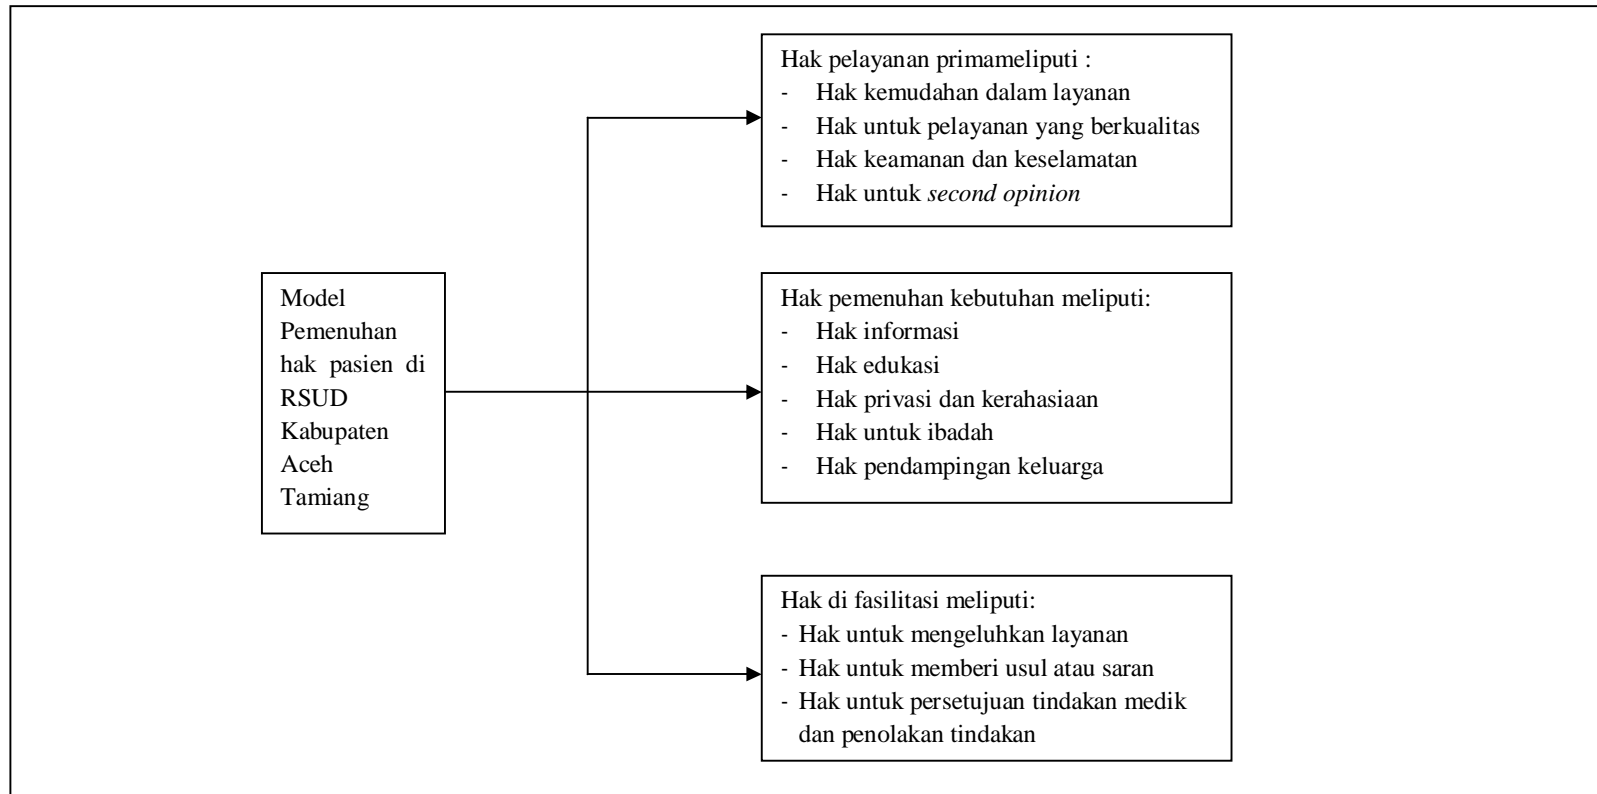 Model
Pemenuhan
hak pasien di
RSUD
Kabupaten
Aceh
Tamiang
Hak pelayanan primameliputi :
- Hak kemudahan dalam layanan
- Hak untuk pelayanan yang berkualitas
- Hak keamanan dan keselamatan
- Hak untuk second opinion
Hak pemenuhan kebutuhan meliputi:
- Hak informasi
- Hak edukasi
- Hak privasi dan kerahasiaan
- Hak untuk ibadah
- Hak pendampingan keluarga
Hak di fasilitasi meliputi:
- Hak untuk mengeluhkan layanan
- Hak untuk memberi usul atau saran
- Hak untuk persetujuan tindakan medik
dan penolakan tindakan